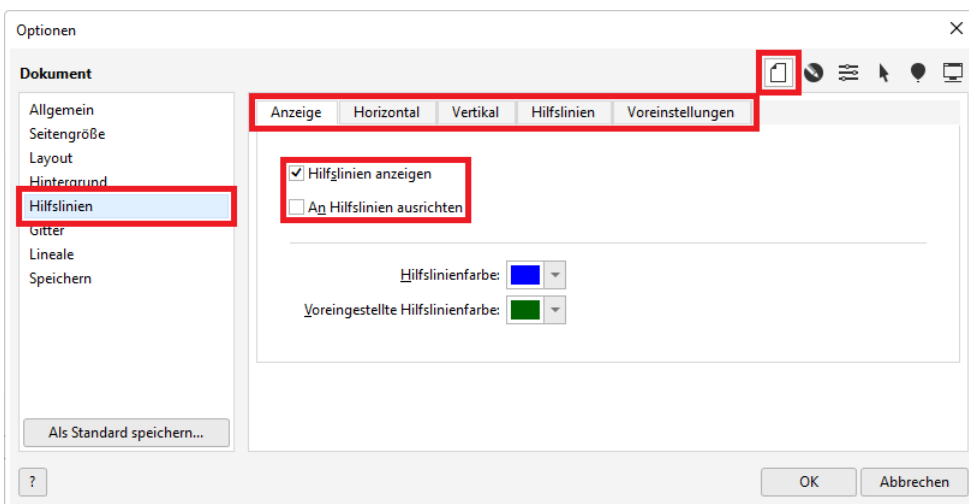 Optionen
Dokument
Allgemein
Seitengröße
Layout
Hintergrund
Hilfslinien
Gitter
Lineale
Speichern
Als Standard speichern...
Anzeige Horizontal Vertikal Hilfslinien Voreinstellungen
Hilfslinien anzeigen
An Hilfslinien ausrichten
Hilfslinienfarbe:
Voreingestellte Hilfslinienfarbe:
? OK Abbrechen